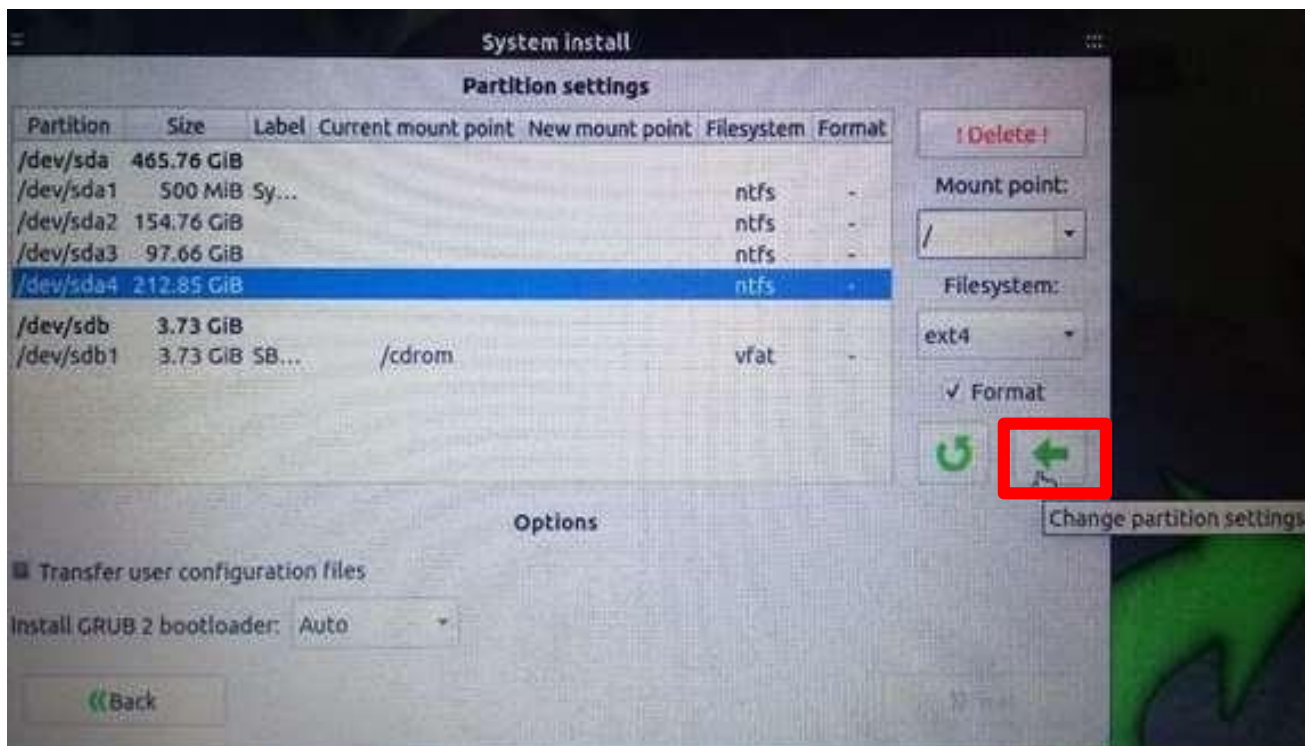 System install
Partition settings
Partition Size Label Current mount point New mount point Filesystem Format
/dev/sda 465.76 GiB
/dev/sda1 500 MiB Sy... ntfs -
/dev/sda2 154.76 GiB ntfs -
/dev/sda3 97.66 GiB ntfs -
/dev/sda4 212.85 GiB ntfs -
/dev/sdb 3.73 GiB
/dev/sdb1 3.73 GiB SB... /cdrom vfat -
! Delete !
Mount point:
/
Filesystem:
ext4
Format
Change partition settings
Options
Transfer user configuration files
Install GRUB 2 bootloader: Auto
Back